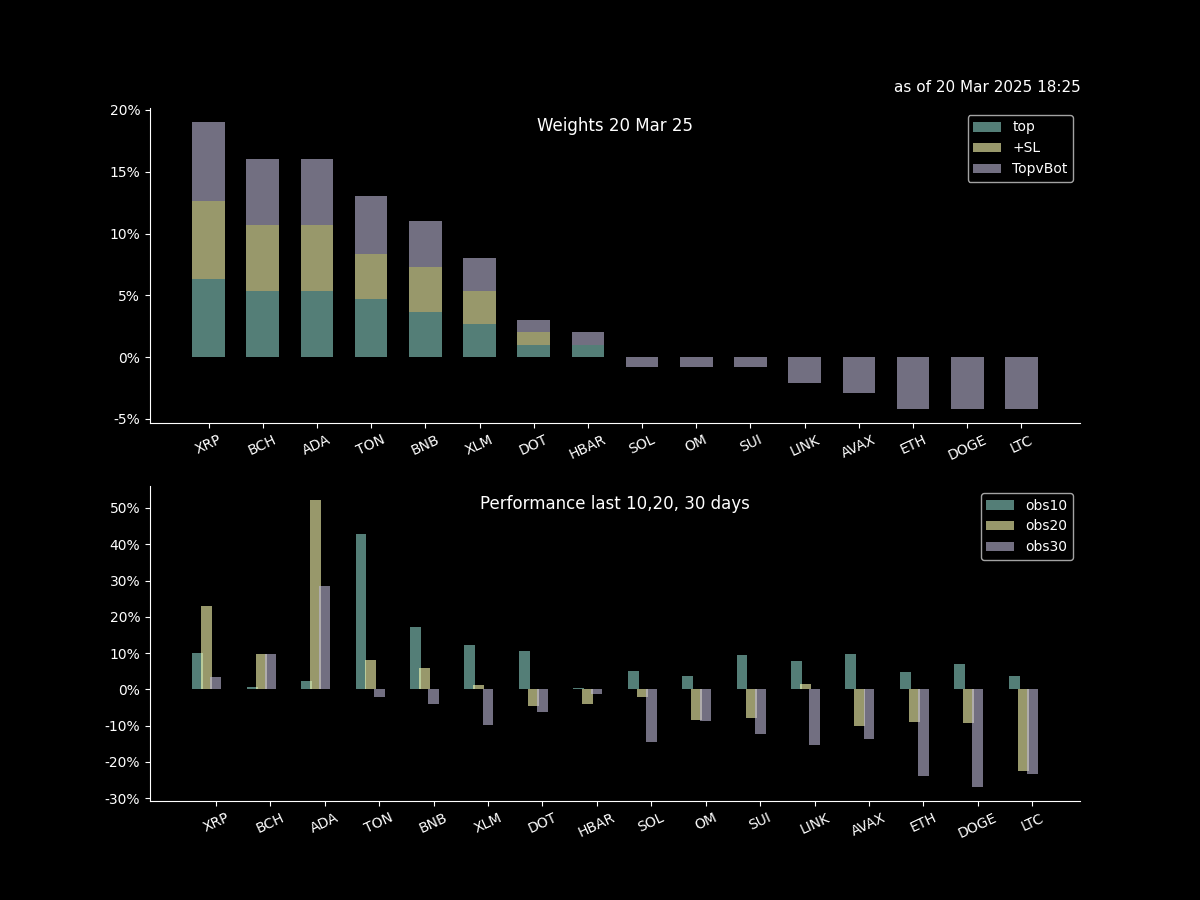 as of 20 Mar 2025 18:25
Weights 20 Mar 25
top
+SL
TopvBot
20%
15%
10%
5%
0%
-5%
XRP BCH ADA TON BNB XLM DOT HBAR SOL OM SUI LINK AVAX ETH DOGE LTC
Performance last 10,20, 30 days
obs10
obs20
obs30
50%
40%
30%
20%
10%
0%
-10%
-20%
-30%
XRP BCH ADA TON BNB XLM DOT HBAR SOL OM SUI LINK AVAX ETH DOGE LTC